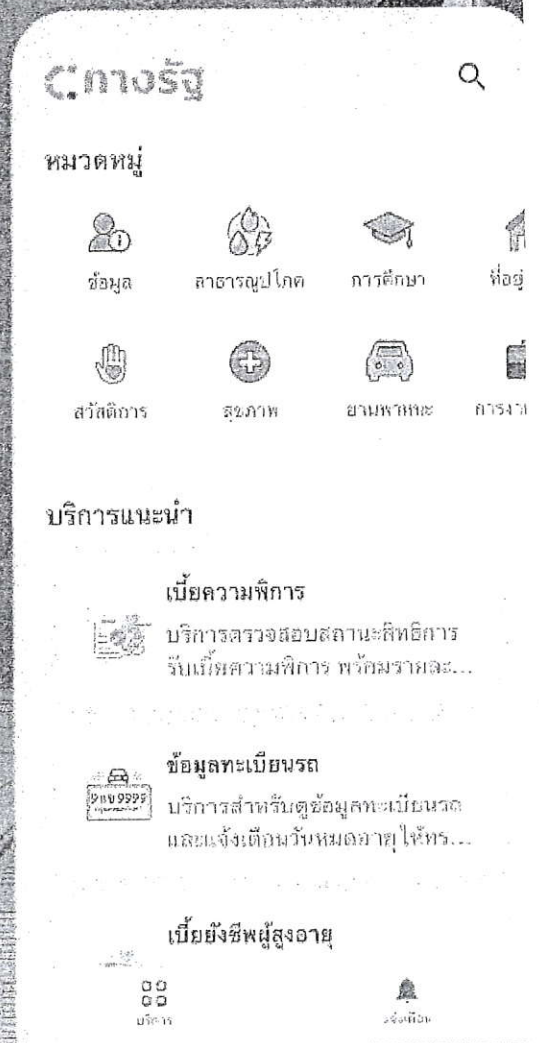 ทางรัฐ
หมวดหมู่
ข้อมูล สาธารณูปโภค การศึกษา ที่อยู่
สวัสดิการ สุขภาพ ยานพาหนะ การงา
บริการแนะนำ
เบี้ยความพิการ
บริการตรวจสอบสถานะสิทธิการ
รับเบี้ยความพิการ พร้อมรายละ...
ข้อมูลทะเบียนรถ
9999
บริการสำหรับดูข้อมูลทะเบียนรถ
และแจ้งเตือนวันหมดอายุ ให้ทร...
เบี้ยยังชีพผู้สูงอายุ
บริการ แจ้งเตือน